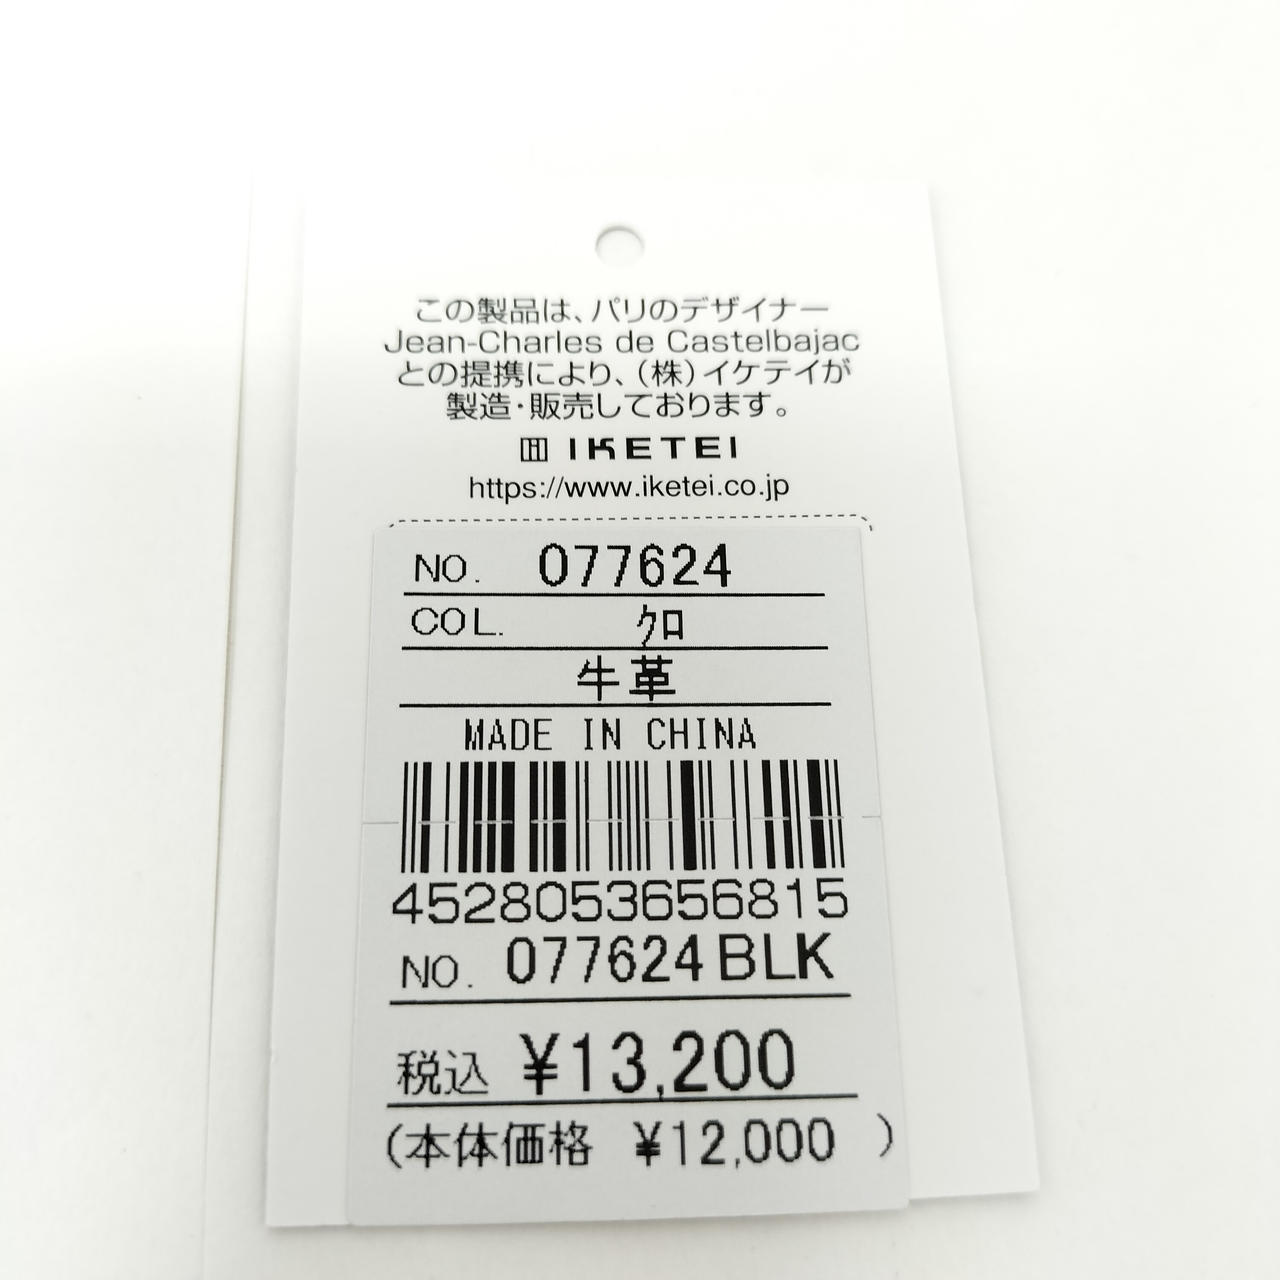 この製品は、パリのデザイナー
Jean-Charles de Castelbajac
との提携により、(株)イケテイが
製造・販売しております。
IKETEI
https://www.iketei.co.jp
NO. 077624
COL. ｸﾛ
牛革
MADE IN CHINA
4528053656815
NO. 077624BLK
税込 ¥13,200
(本体価格 ¥12,000 )